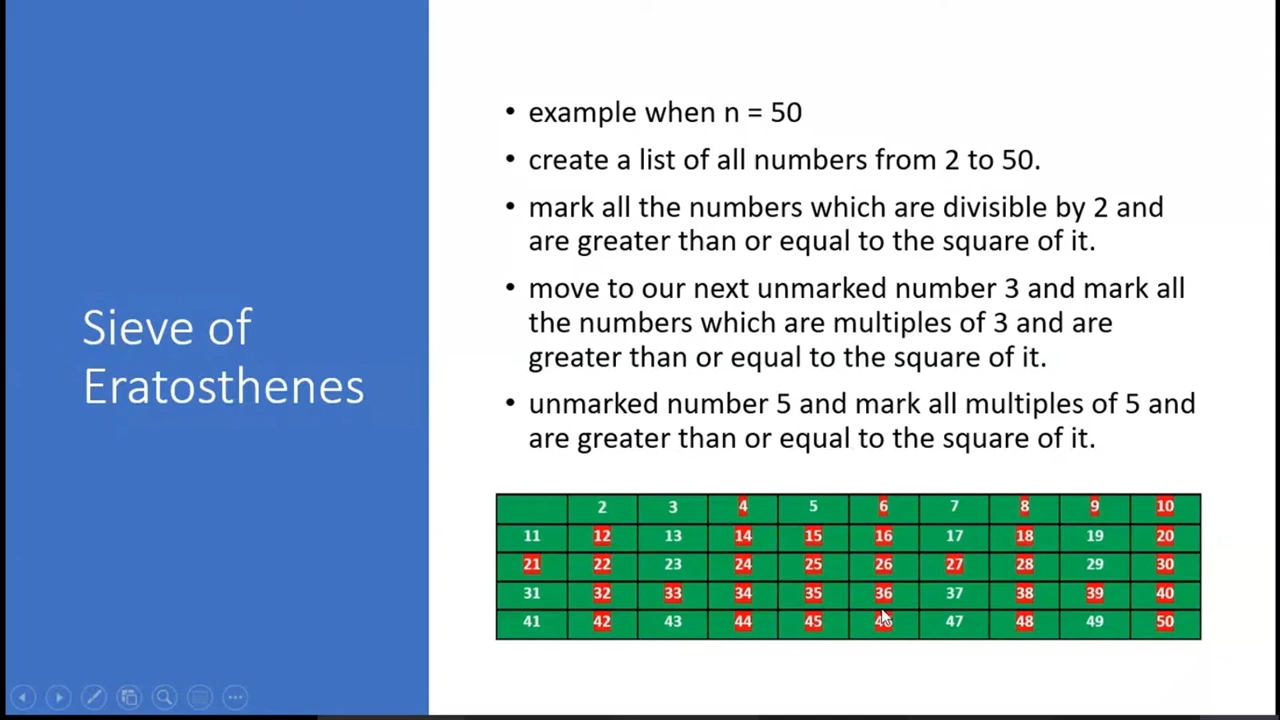 Sieve of
Eratosthenes
• example when n = 50
• create a list of all numbers from 2 to 50.
• mark all the numbers which are divisible by 2 and
are greater than or equal to the square of it.
• move to our next unmarked number 3 and mark all
the numbers which are multiples of 3 and are
greater than or equal to the square of it.
• unmarked number 5 and mark all multiples of 5 and
are greater than or equal to the square of it.
2 3 4 5 6 7 8 9 10
11 12 13 14 15 16 17 18 19 20
21 22 23 24 25 26 27 28 29 30
31 32 33 34 35 36 37 38 39 40
41 42 43 44 45 46 47 48 49 50